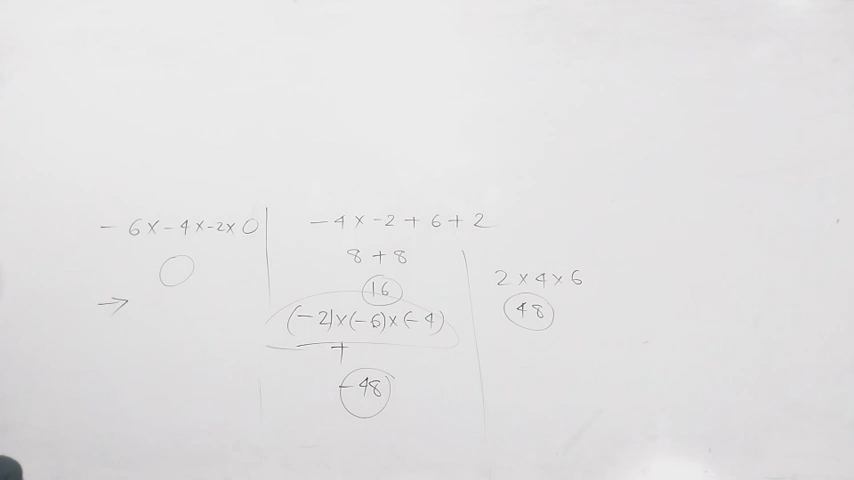 - 6 x - 4 x - 2 x 0
0
→
- 4 x - 2 + 6 + 2
8 + 8
16
(-2) x (-6) x (-4)
+
-48
2 x 4 x 6
48